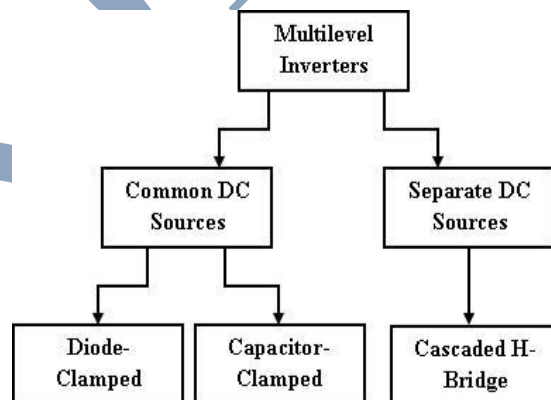 Multilevel
Inverters
Common DC
Sources
Separate DC
Sources
Diode-
Clamped
Capacitor-
Clamped
Cascaded H-
Bridge